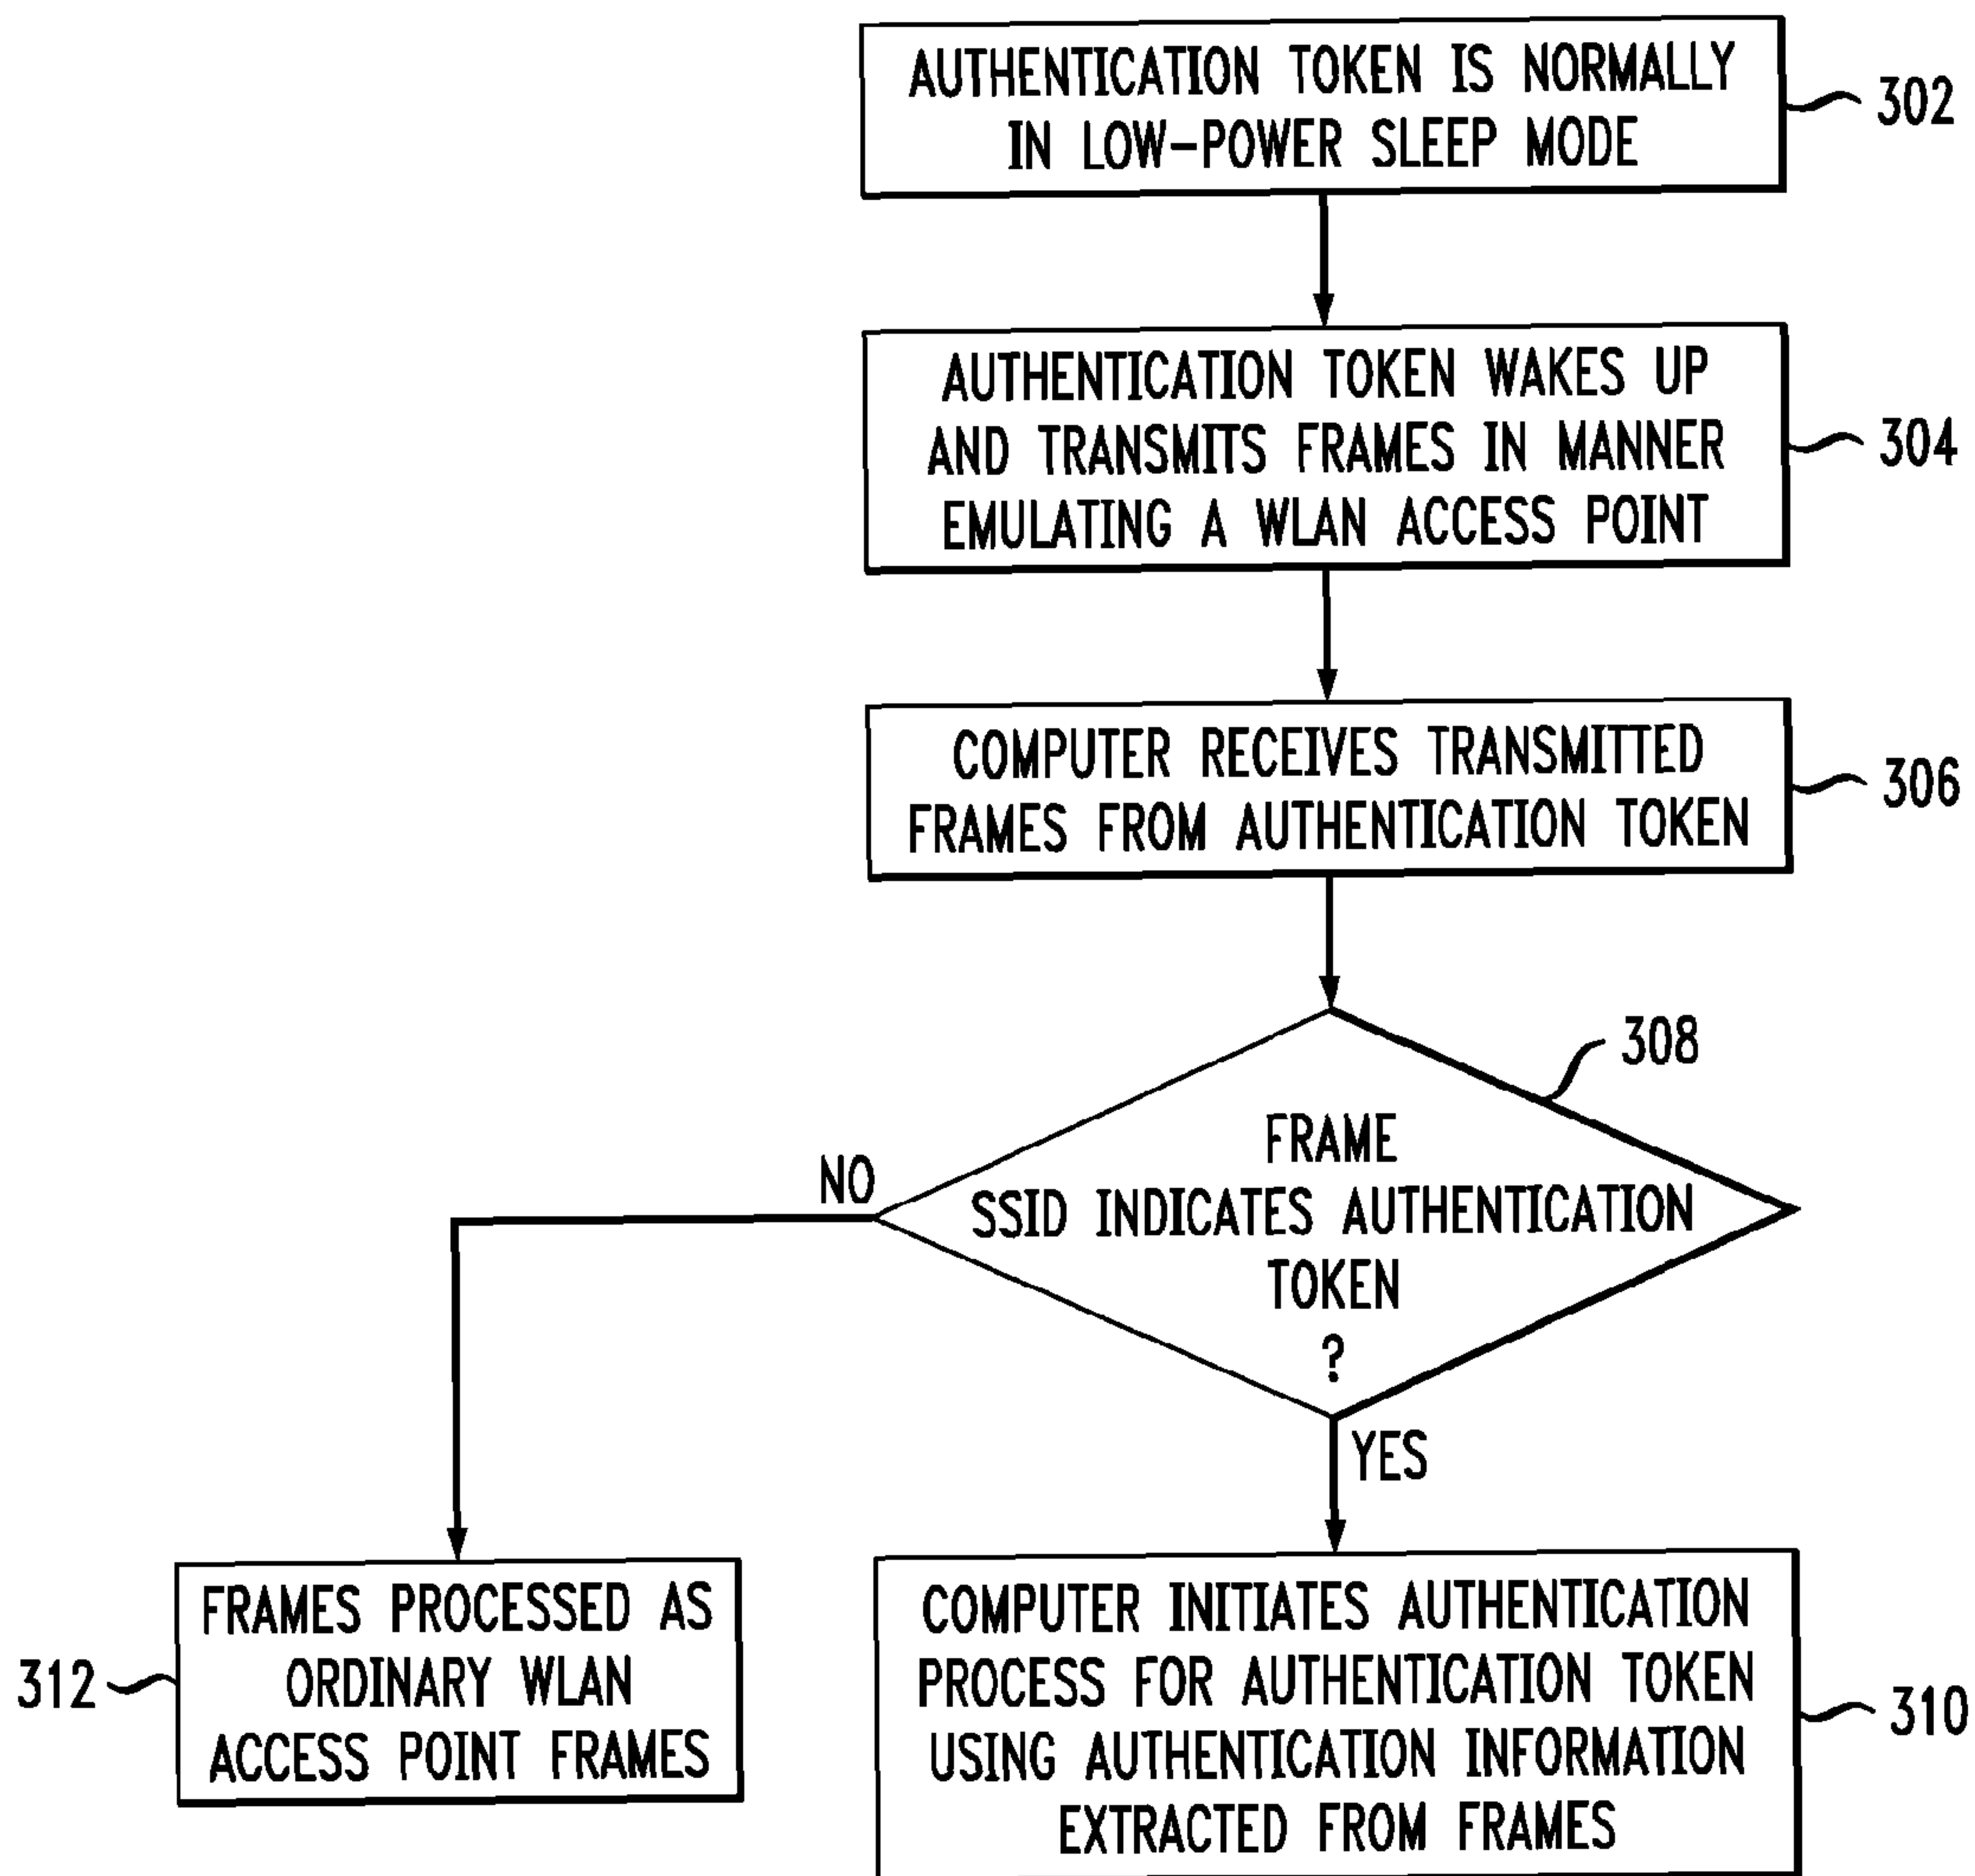 AUTHENTICATION TOKEN IS NORMALLY
IN LOW-POWER SLEEP MODE
302
AUTHENTICATION TOKEN WAKES UP
AND TRANSMITS FRAMES IN MANNER
EMULATING A WLAN ACCESS POINT
304
COMPUTER RECEIVES TRANSMITTED
FRAMES FROM AUTHENTICATION TOKEN
306
308
FRAME
SSID INDICATES AUTHENTICATION
TOKEN
?
NO
YES
FRAMES PROCESSED AS
ORDINARY WLAN
ACCESS POINT FRAMES
312
COMPUTER INITIATES AUTHENTICATION
PROCESS FOR AUTHENTICATION TOKEN
USING AUTHENTICATION INFORMATION
EXTRACTED FROM FRAMES
310